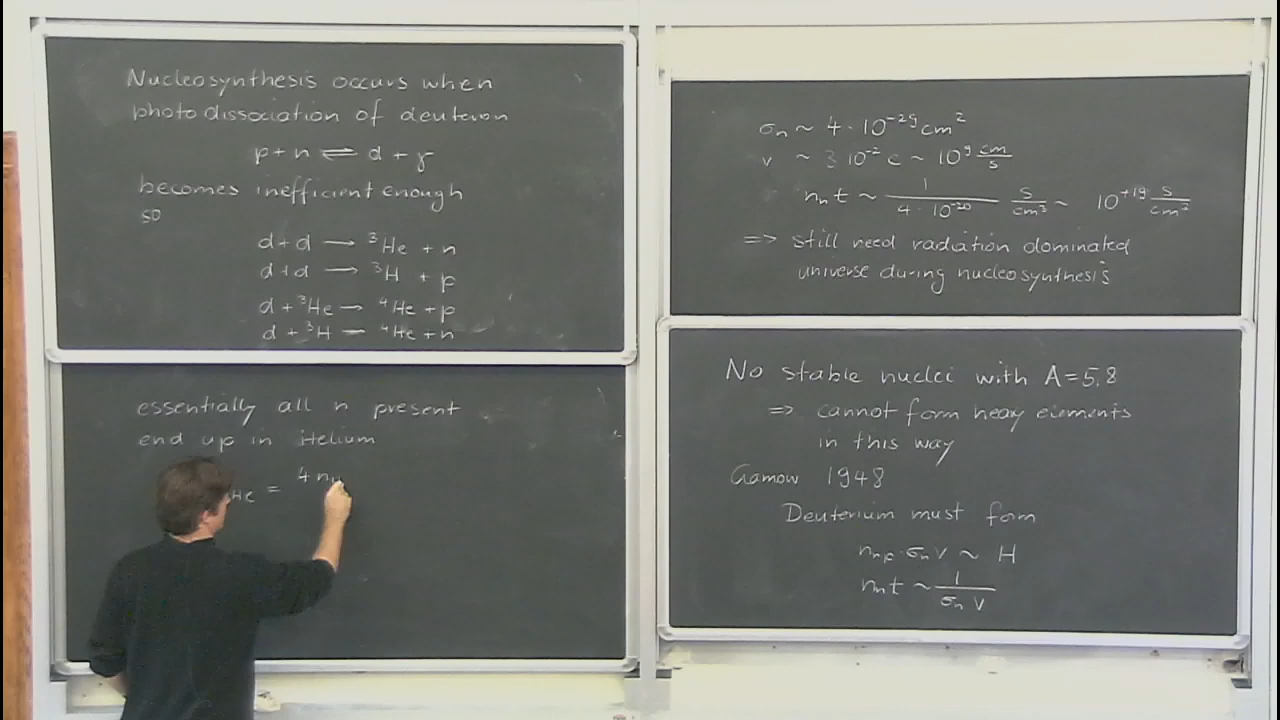 Nucleosynthesis occurs when
photodissociation of deuteron
p + n ⇌ d + γ
becomes inefficient enough
so
d + d → ³He + n
d + d → ³H + p
d + ³He → ⁴He + p
d + ³H → ⁴He + n
essentially all n present
end up in Helium
He = 4 n
σₙ ~ 4 · 10⁻²⁹ cm²
v ~ 3 10⁻² c ~ 10⁹ cm/s
nₙ t ~ 1 / 4 · 10⁻²⁰ s/cm³ ~ 10⁺¹⁹ s/cm³
⇒ still need radiation dominated
universe during nucleosynthesis
No stable nuclei with A = 5,8
⇒ cannot form heavy elements
in this way
Gamow 1948
Deuterium must form
nₙₚ · σₙ v ~ H
nₙ t ~ 1 / σₙ v